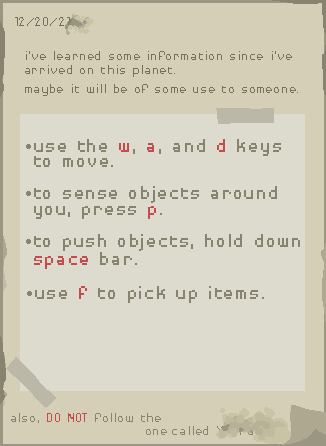 12/20/2
i've learned some information since i've
arrived on this planet.
maybe it will be of some use to someone.
•use the w, a, and d keys
to move.
•to sense objects around
you, press p.
•to push objects, hold down
space bar.
•use f to pick up items.
also, DO NOT follow the
one called